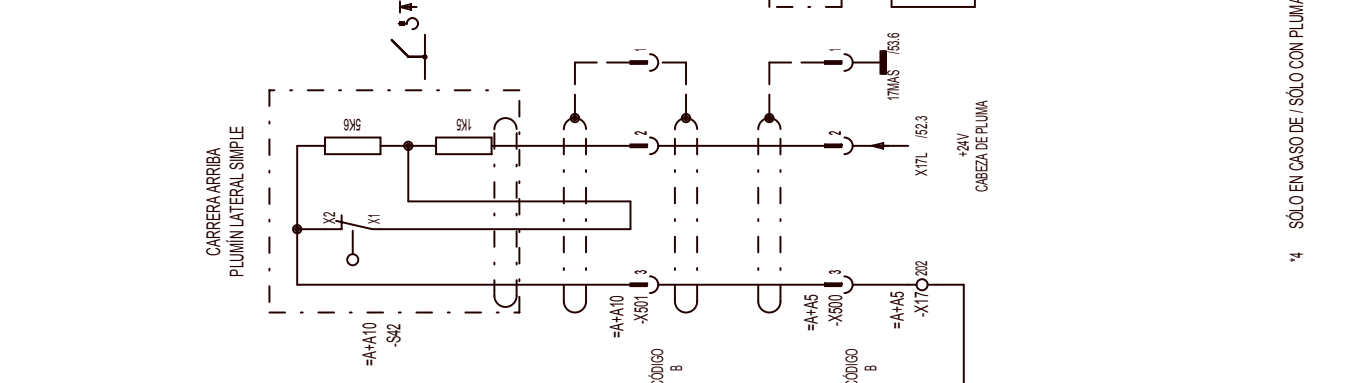 CARRERA ARRIBA
PLUMÍN LATERAL SIMPLE
5K6
1K5
X2
X1
=A+A10
-S42
1
2
3
=A+A10
-X501
CÓDIGO
B
1
2
3
=A+A5
-X500
CÓDIGO
B
17MAS /53.6
X17L /52.3
+24V
CABEZA DE PLUMA
202
=A+A5
-X17
*4 SÓLO EN CASO DE / SÓLO CON PLUMA